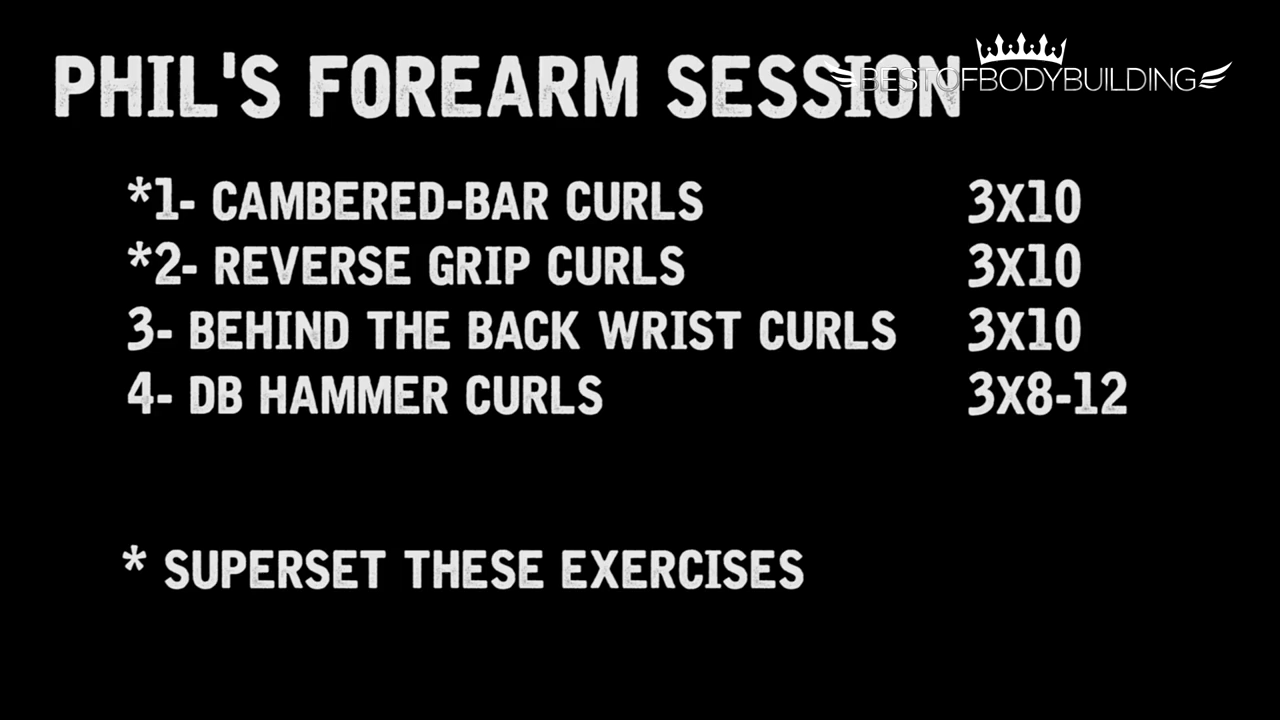 PHIL'S FOREARM SESSION
BESTOFBODYBUILDING
*1- CAMBERED-BAR CURLS 3X10
*2- REVERSE GRIP CURLS 3X10
3- BEHIND THE BACK WRIST CURLS 3X10
4- DB HAMMER CURLS 3X8-12
* SUPERSET THESE EXERCISES